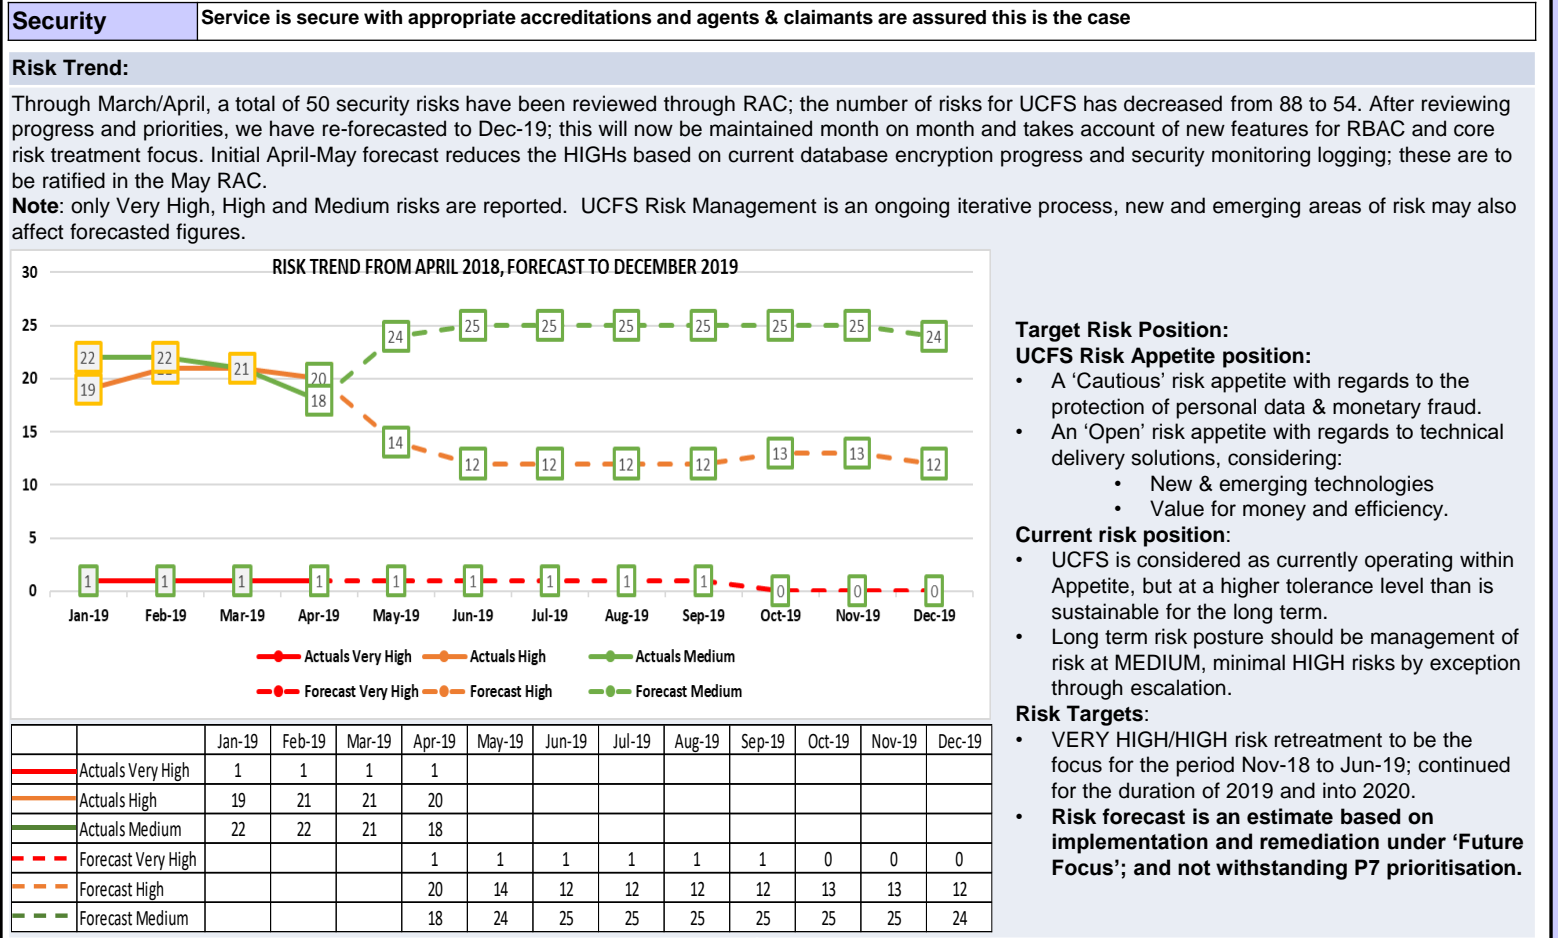 Security
Service is secure with appropriate accreditations and agents & claimants are assured this is the case
Risk Trend:
Through March/April, a total of 50 security risks have been reviewed through RAC; the number of risks for UCFS has decreased from 88 to 54. After reviewing
progress and priorities, we have re-forecasted to Dec-19; this will now be maintained month on month and takes account of new features for RBAC and core
risk treatment focus. Initial April-May forecast reduces the HIGHs based on current database encryption progress and security monitoring logging; these are to
be ratified in the May RAC.
Note: only Very High, High and Medium risks are reported.  UCFS Risk Management is an ongoing iterative process, new and emerging areas of risk may also
affect forecasted figures.
RISK TREND FROM APRIL 2018, FORECAST TO DECEMBER 2019
30
25
20
15
10
5
0
22 22 21 18 24 25 25 25 25 25 25 24
19 20 14 12 12 12 12 13 13 12
1 1 1 1 1 1 1 1 1 0 0 0
Jan-19 Feb-19 Mar-19 Apr-19 May-19 Jun-19 Jul-19 Aug-19 Sep-19 Oct-19 Nov-19 Dec-19
Actuals Very High Actuals High Actuals Medium
Forecast Very High Forecast High Forecast Medium
Jan-19 Feb-19 Mar-19 Apr-19 May-19 Jun-19 Jul-19 Aug-19 Sep-19 Oct-19 Nov-19 Dec-19
Actuals Very High 1 1 1 1
Actuals High 19 21 21 20
Actuals Medium 22 22 21 18
Forecast Very High 1 1 1 1 1 1 0 0 0
Forecast High 20 14 12 12 12 12 13 13 12
Forecast Medium 18 24 25 25 25 25 25 25 24
Target Risk Position:
UCFS Risk Appetite position:
• A ‘Cautious’ risk appetite with regards to the
protection of personal data & monetary fraud.
• An ‘Open’ risk appetite with regards to technical
delivery solutions, considering:
• New & emerging technologies
• Value for money and efficiency.
Current risk position:
• UCFS is considered as currently operating within
Appetite, but at a higher tolerance level than is
sustainable for the long term.
• Long term risk posture should be management of
risk at MEDIUM, minimal HIGH risks by exception
through escalation.
Risk Targets:
• VERY HIGH/HIGH risk retreatment to be the
focus for the period Nov-18 to Jun-19; continued
for the duration of 2019 and into 2020.
• Risk forecast is an estimate based on
implementation and remediation under ‘Future
Focus’; and not withstanding P7 prioritisation.